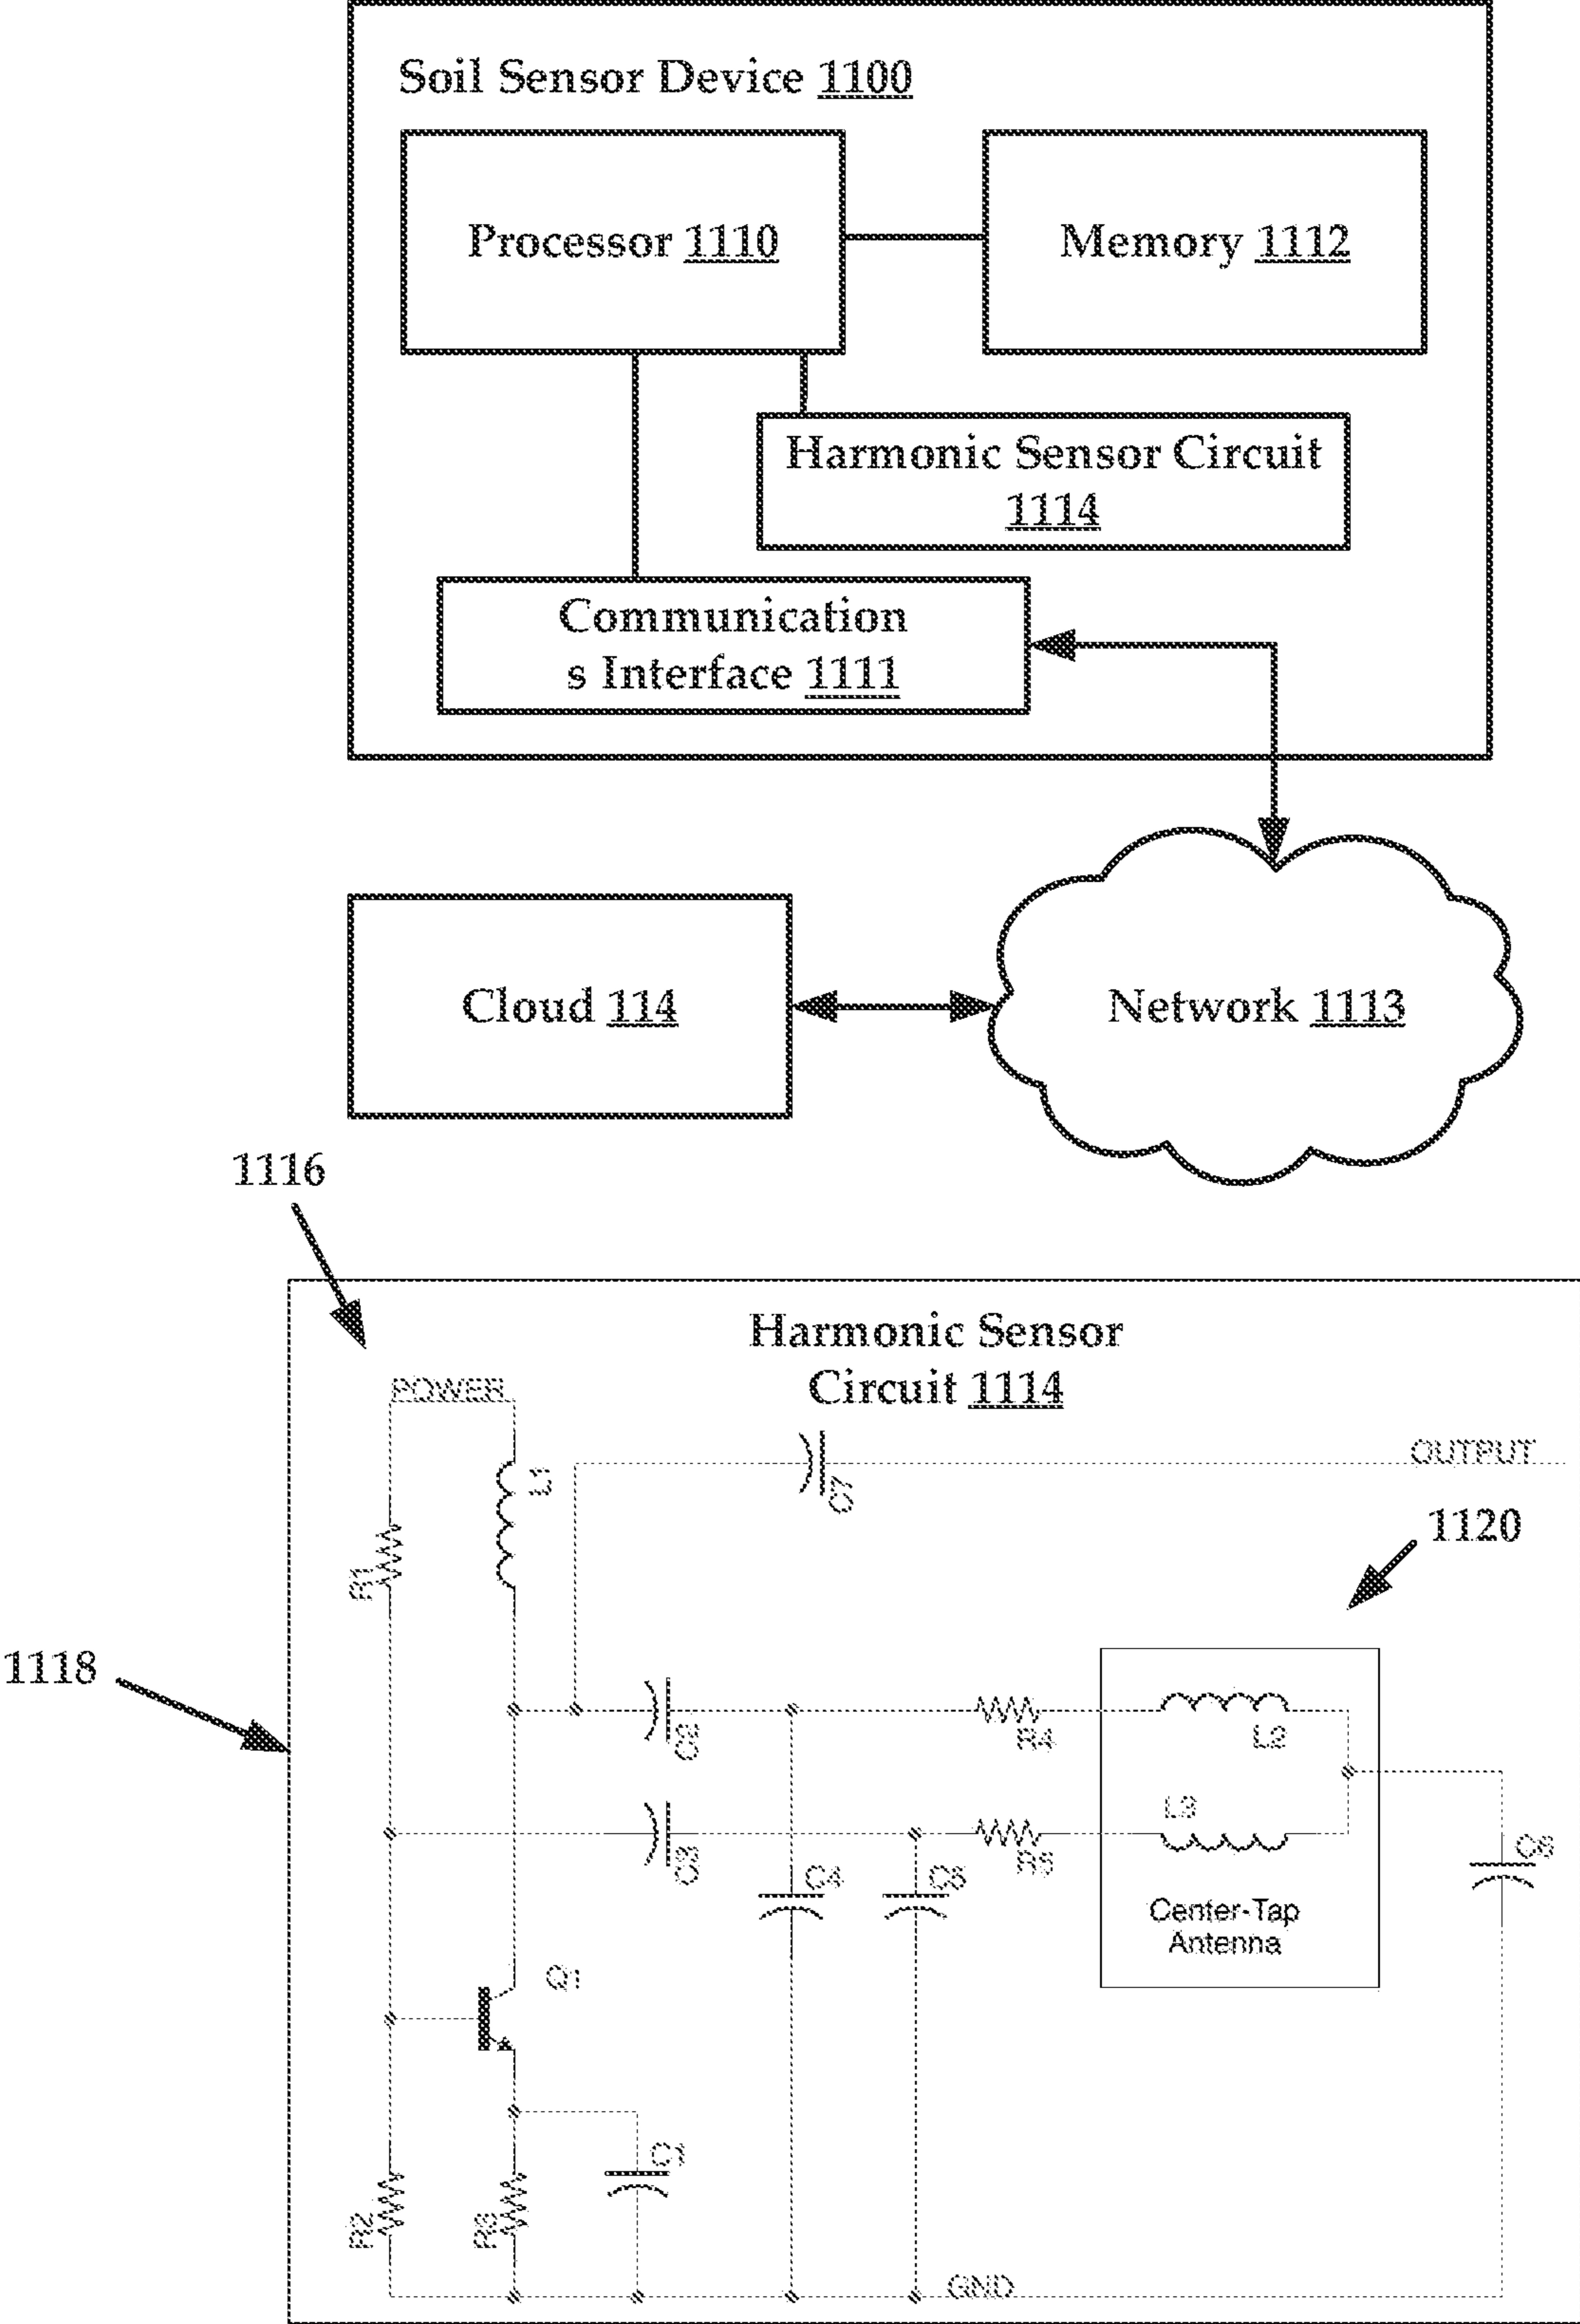 Soil Sensor Device 1100
Processor 1110
Memory 1112
Harmonic Sensor Circuit
1114
Communication
s Interface 1111
Cloud 114
Network 1113
1116
Harmonic Sensor
Circuit 1114
POWER
OUTPUT
L1
C7
1120
R1
1118
C2
R4
L2
L3
C3
R5
C4
C5
C6
Center-Tap
Antenna
Q1
C1
R2
R3
GND